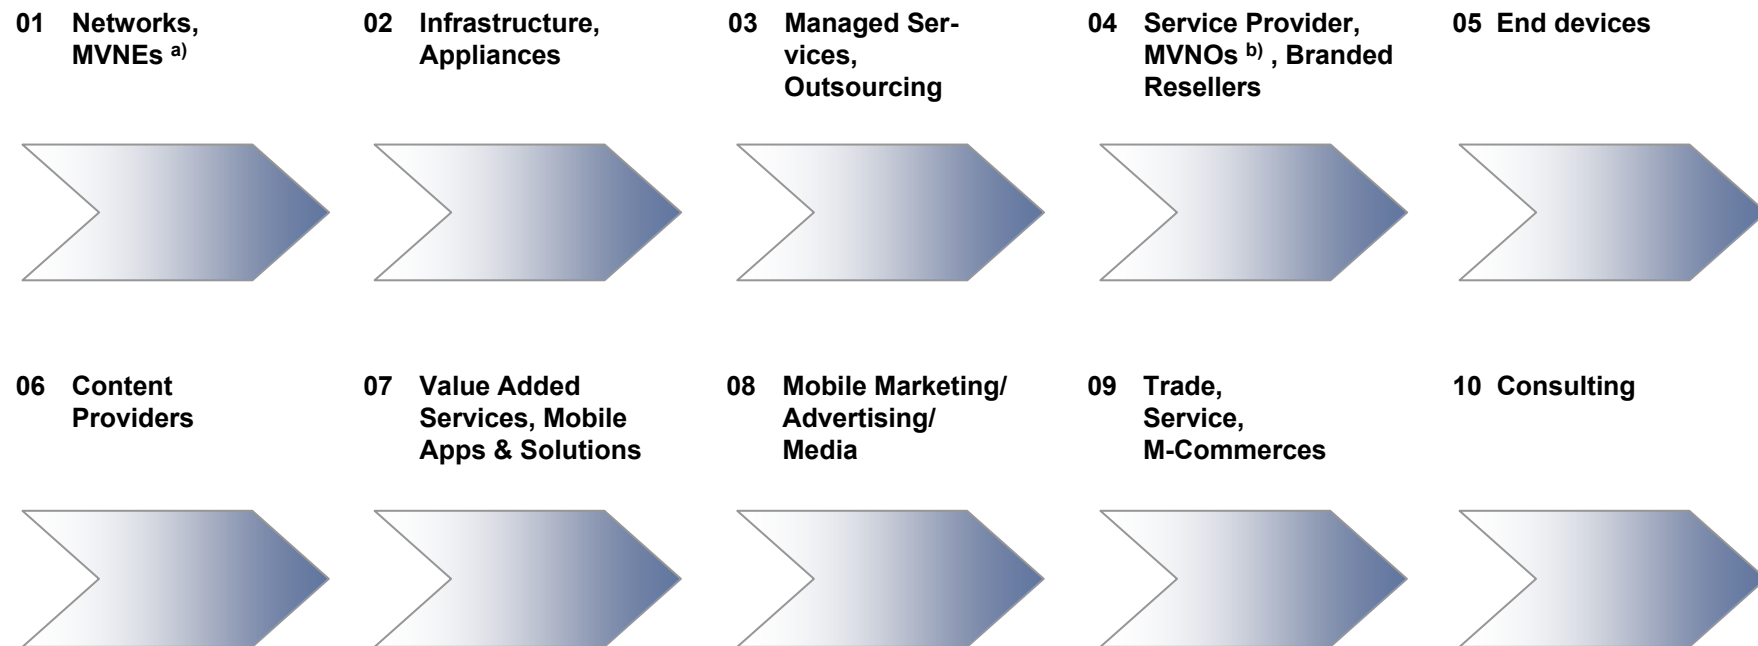 01 Networks,
MVNEs a)
02 Infrastructure,
Appliances
03 Managed Ser-
vices,
Outsourcing
04 Service Provider,
MVNOs b) , Branded
Resellers
05 End devices
06 Content
Providers
07 Value Added
Services, Mobile
Apps & Solutions
08 Mobile Marketing/
Advertising/
Media
09 Trade,
Service,
M-Commerces
10 Consulting